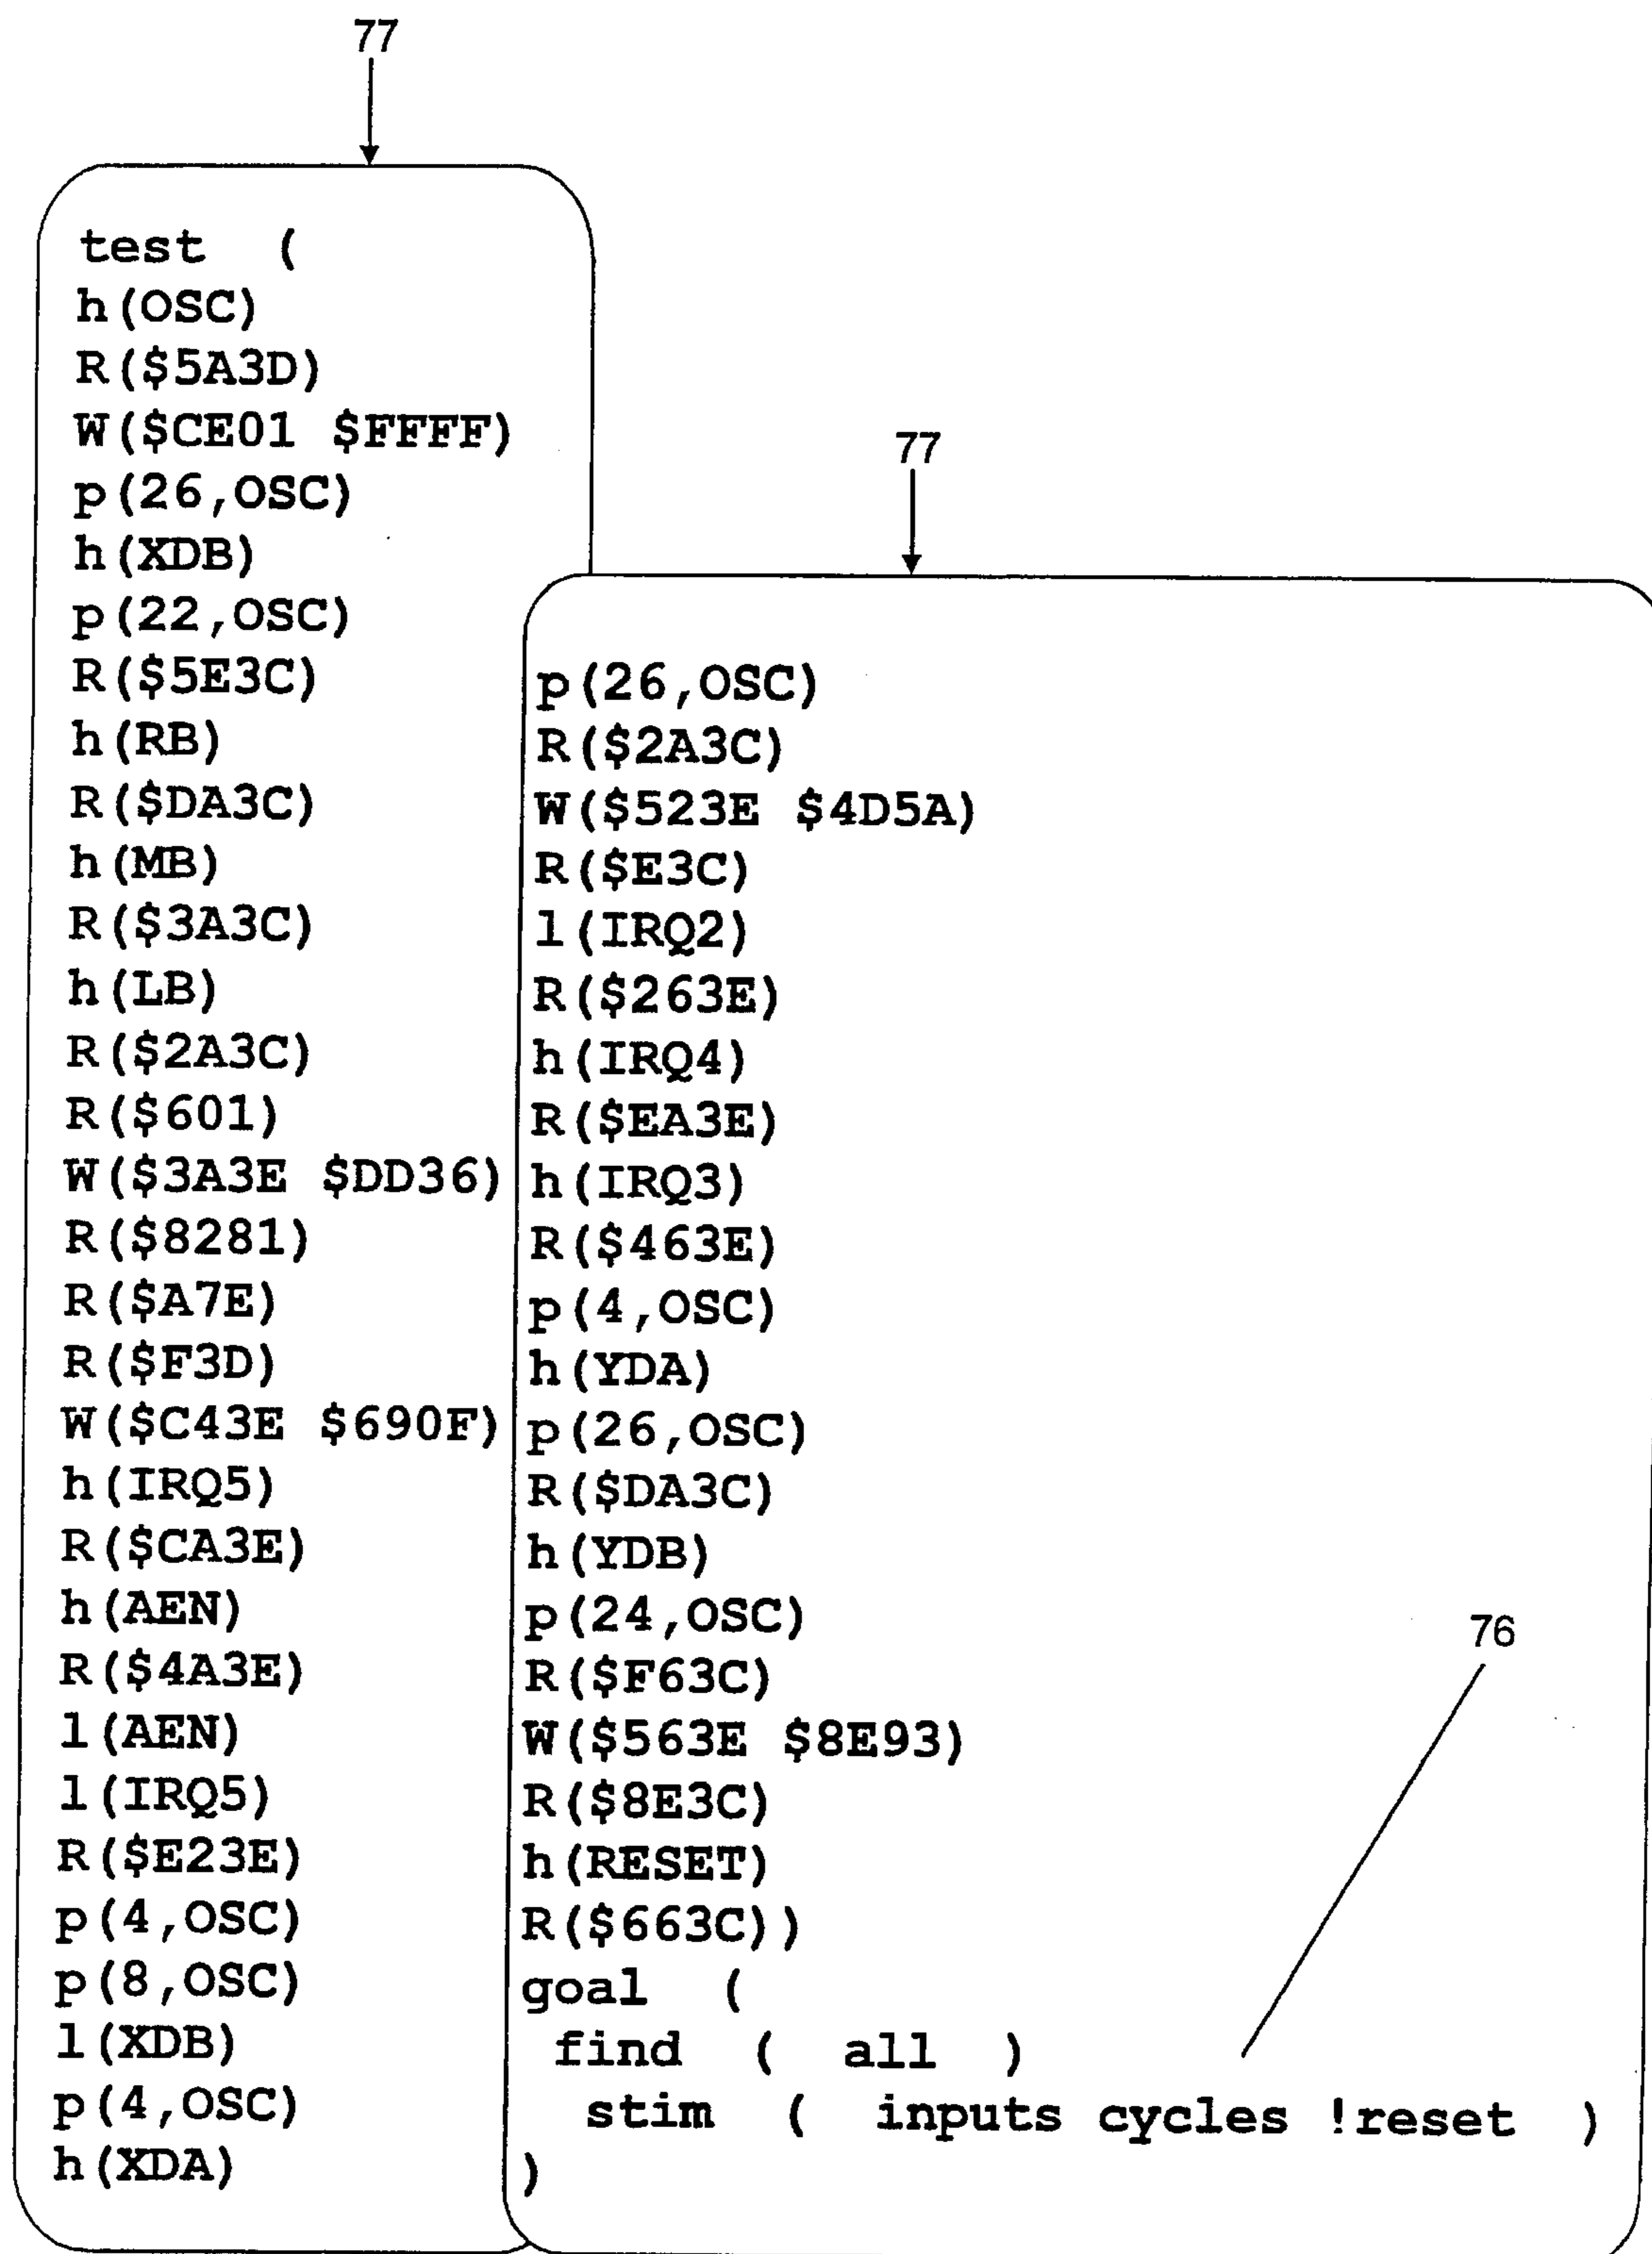 77
test (
h(OSC)
R($5A3D)
W($CE01 $FFFF)
p(26,OSC)
h(XDB)
p(22,OSC)
R($5E3C)
h(RB)
R($DA3C)
h(MB)
R($3A3C)
h(LB)
R($2A3C)
R($601)
W($3A3E $DD36)
R($8281)
R($A7E)
R($F3D)
W($C43E $690F)
h(IRQ5)
R($CA3E)
h(AEN)
R($4A3E)
l(AEN)
l(IRQ5)
R($E23E)
p(4,OSC)
p(8,OSC)
l(XDB)
p(4,OSC)
h(XDA)
77
p(26,OSC)
R($2A3C)
W($523E $4D5A)
R($E3C)
l(IRQ2)
R($263E)
h(IRQ4)
R($EA3E)
h(IRQ3)
R($463E)
p(4,OSC)
h(YDA)
p(26,OSC)
R($DA3C)
h(YDB)
p(24,OSC)
R($F63C)
W($563E $8E93)
R($8E3C)
h(RESET)
R($663C))
goal (
find ( all )
stim ( inputs cycles !reset )
)
76